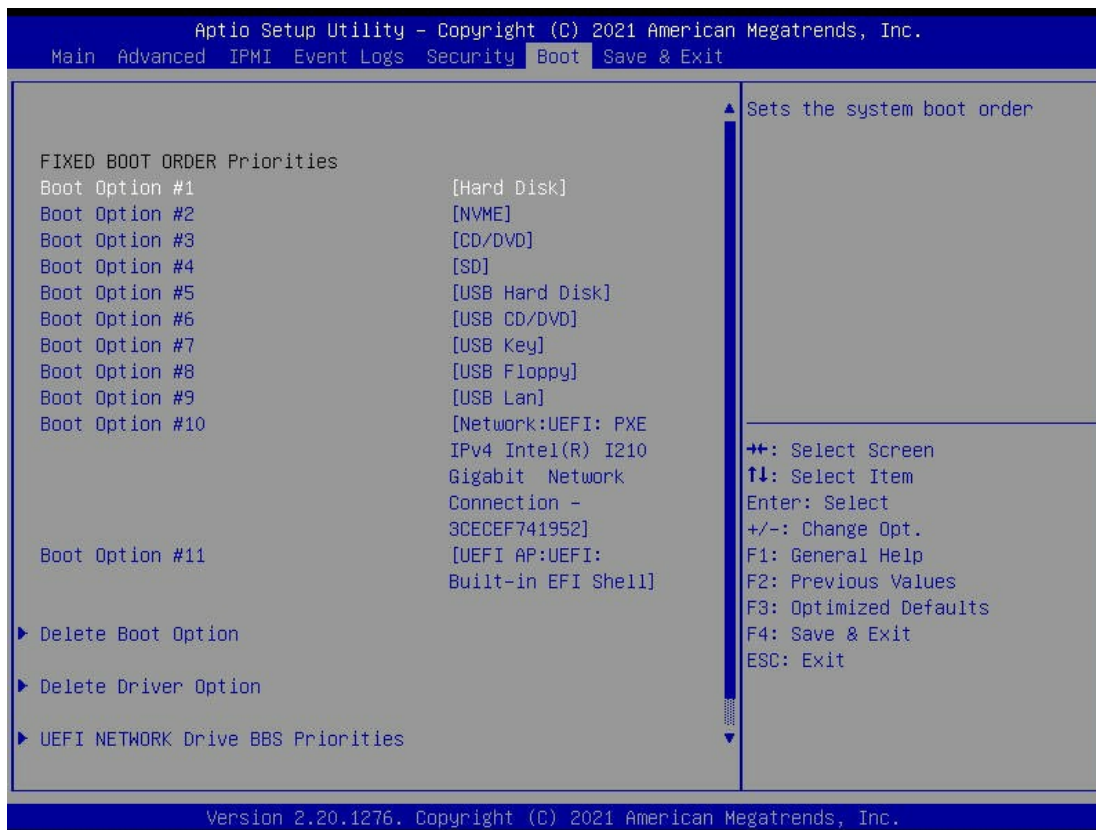 Aptio Setup Utility – Copyright (C) 2021 American Megatrends, Inc.
Main Advanced IPMI Event Logs Security Boot Save & Exit
FIXED BOOT ORDER Priorities
Boot Option #1 [Hard Disk]
Boot Option #2 [NVME]
Boot Option #3 [CD/DVD]
Boot Option #4 [SD]
Boot Option #5 [USB Hard Disk]
Boot Option #6 [USB CD/DVD]
Boot Option #7 [USB Key]
Boot Option #8 [USB Floppy]
Boot Option #9 [USB Lan]
Boot Option #10 [Network:UEFI: PXE
IPv4 Intel(R) I210
Gigabit Network
Connection –
3CECEF741952]
Boot Option #11 [UEFI AP:UEFI:
Built-in EFI Shell]
Delete Boot Option
Delete Driver Option
UEFI NETWORK Drive BBS Priorities
Sets the system boot order
→←: Select Screen
↑↓: Select Item
Enter: Select
+/-: Change Opt.
F1: General Help
F2: Previous Values
F3: Optimized Defaults
F4: Save & Exit
ESC: Exit
Version 2.20.1276. Copyright (C) 2021 American Megatrends, Inc.